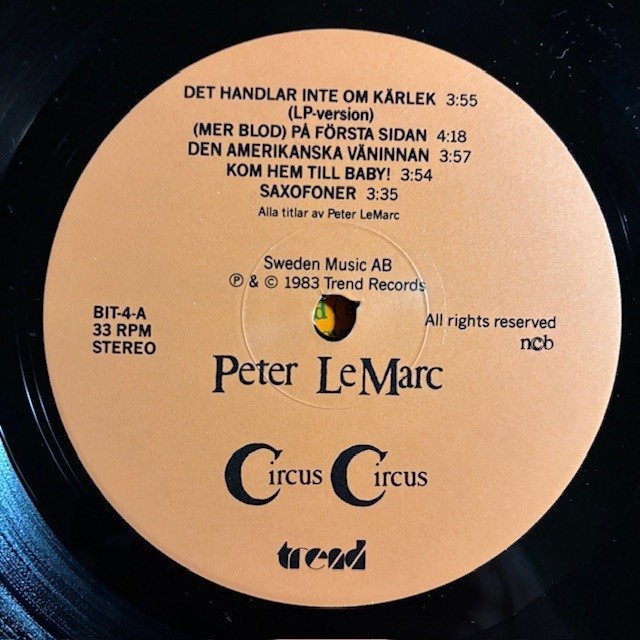 DET HANDLAR INTE OM KÄRLEK 3:55
(LP-version)
(MER BLOD) PÅ FÖRSTA SIDAN 4:18
DEN AMERIKANSKA VÄNINNAN 3:57
KOM HEM TILL BABY! 3:54
SAXOFONER 3:35
Alla titlar av Peter LeMarc
Sweden Music AB
℗ & © 1983 Trend Records
BIT-4-A
33 RPM
STEREO
All rights reserved
ncb
Peter LeMarc
Circus Circus
trend